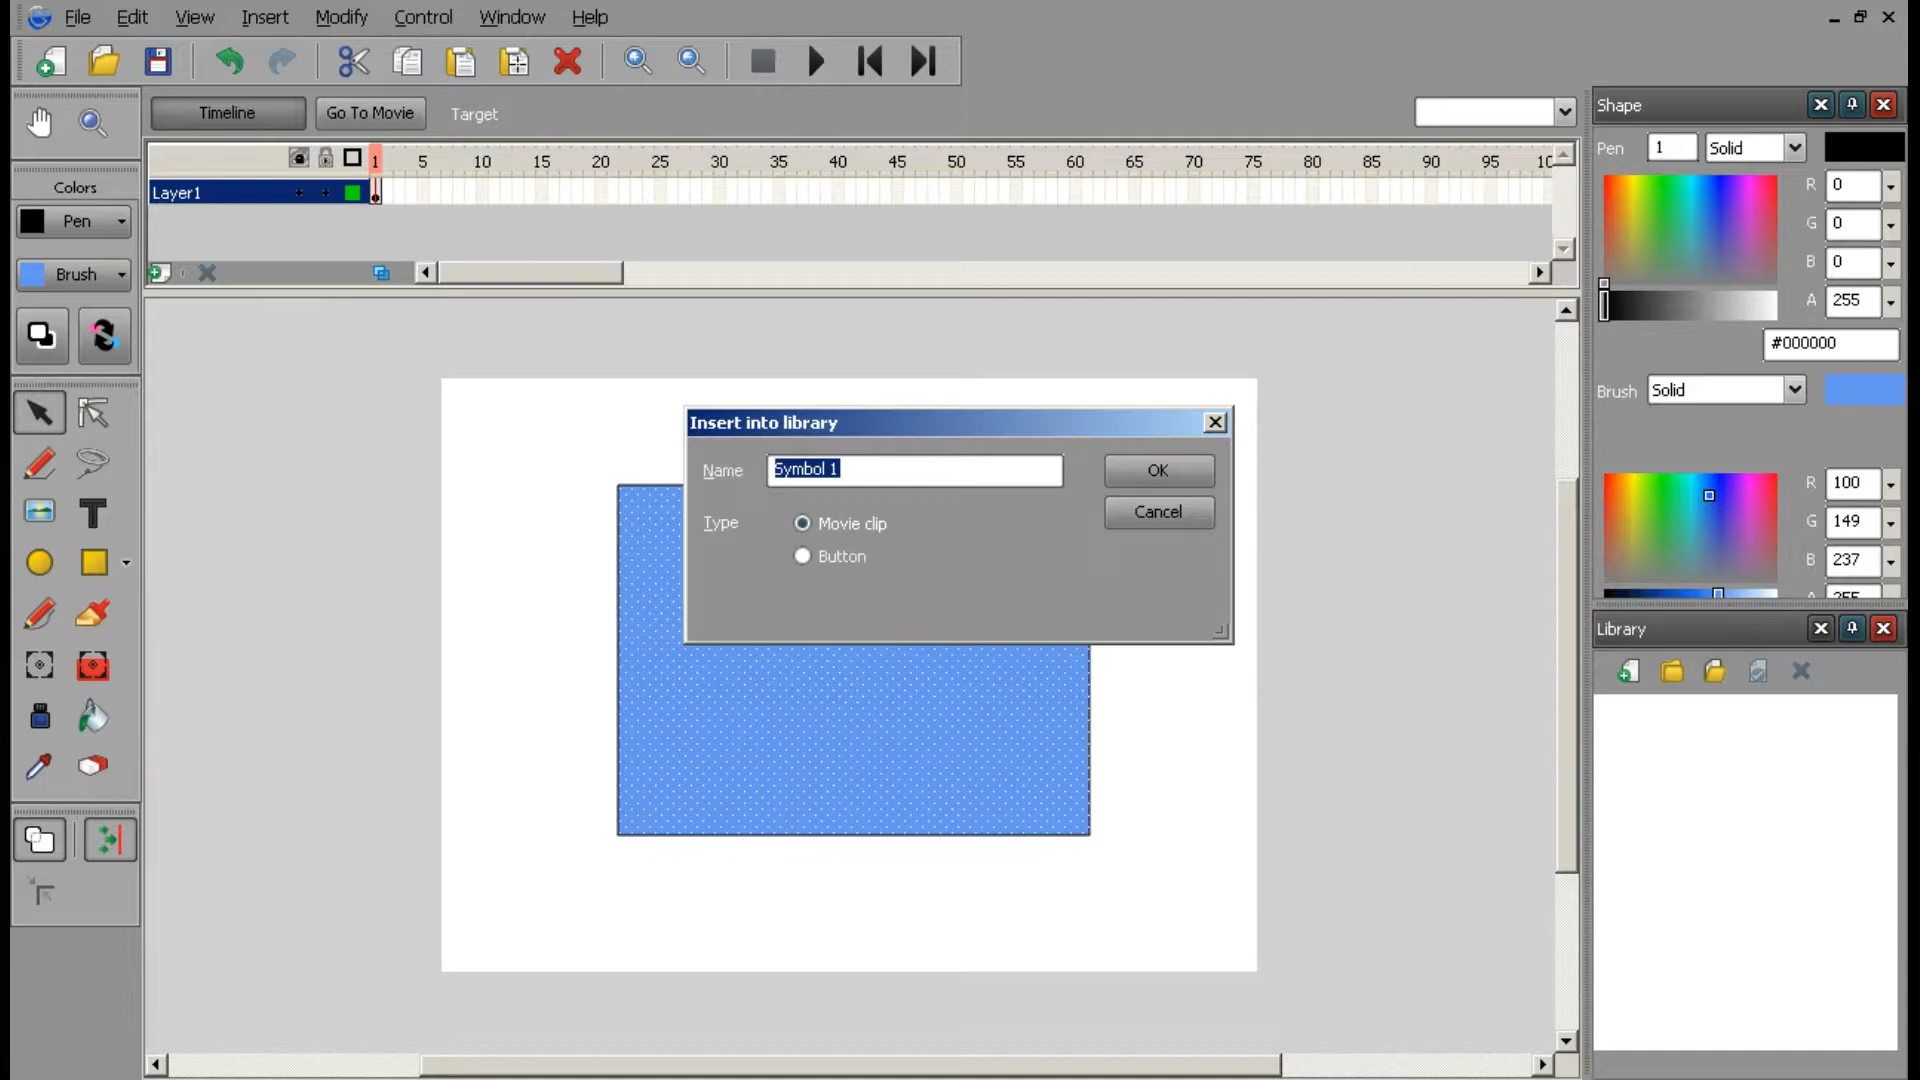 File Edit View Insert Modify Control Window Help
Timeline Go To Movie Target
Shape
Pen 1 Solid
1 5 10 15 20 25 30 35 40 45 50 55 60 65 70 75 80 85 90 95 10
Layer1
Colors
Pen
Brush
R 0
G 0
B 0
A 255
#000000
Brush Solid
Insert into library
Name Symbol 1 OK
Cancel
Type Movie clip
Button
R 100
G 149
B 237
A 255
Library